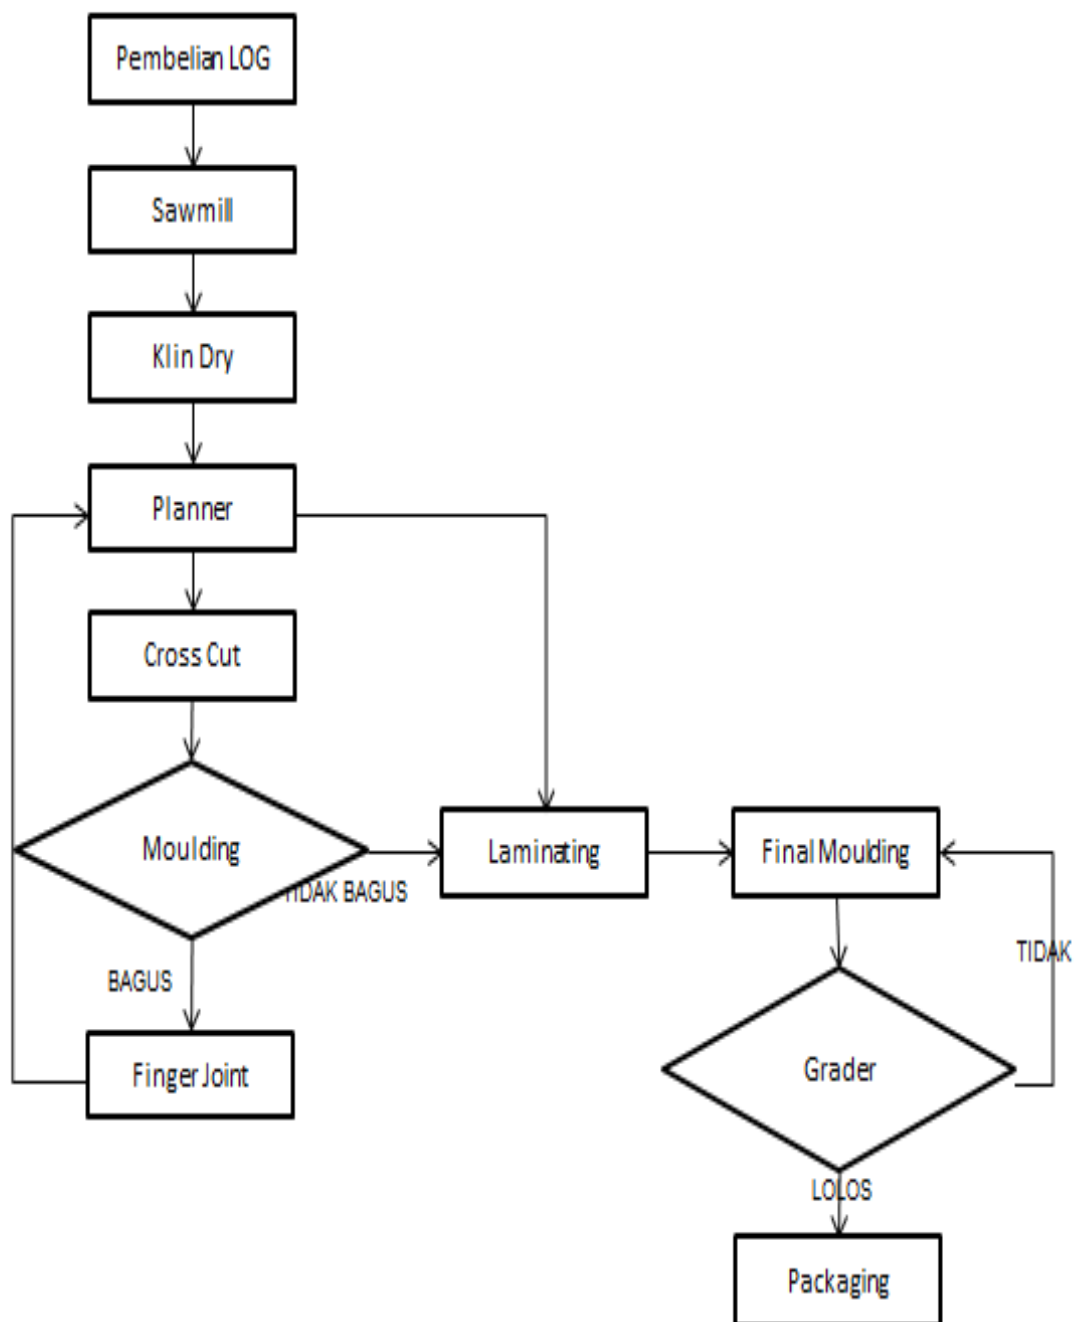 Pembelian LOG
Sawmill
Klin Dry
Planner
Cross Cut
Moulding
TIDAK BAGUS
BAGUS
Finger Joint
Laminating
Final Moulding
TIDAK
Grader
LOLOS
Packaging